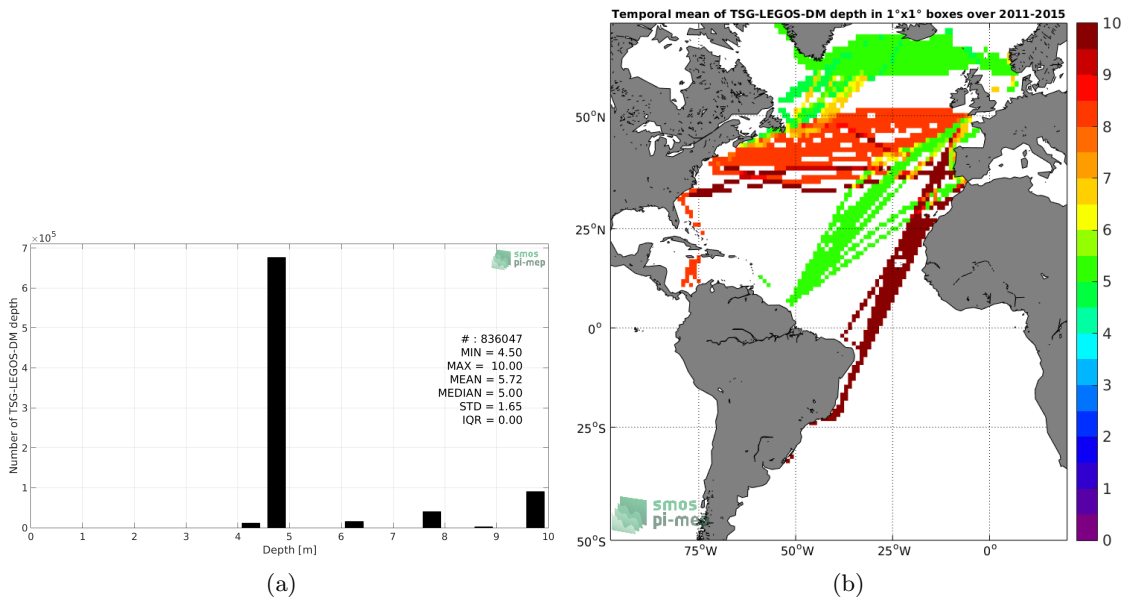 ×10⁵
7
6
5
4
3
2
1
0
Number of TSG-LEGOS-DM depth
smos
pi-mep
# : 836047
MIN = 4.50
MAX = 10.00
MEAN = 5.72
MEDIAN = 5.00
STD = 1.65
IQR = 0.00
0 1 2 3 4 5 6 7 8 9 10
Depth [m]
(a)
Temporal mean of TSG-LEGOS-DM depth in 1°x1° boxes over 2011-2015
50°N
25°N
0°
25°S
50°S
75°W 50°W 25°W 0°
smos
pi-mep
10
9
8
7
6
5
4
3
2
1
0
(b)